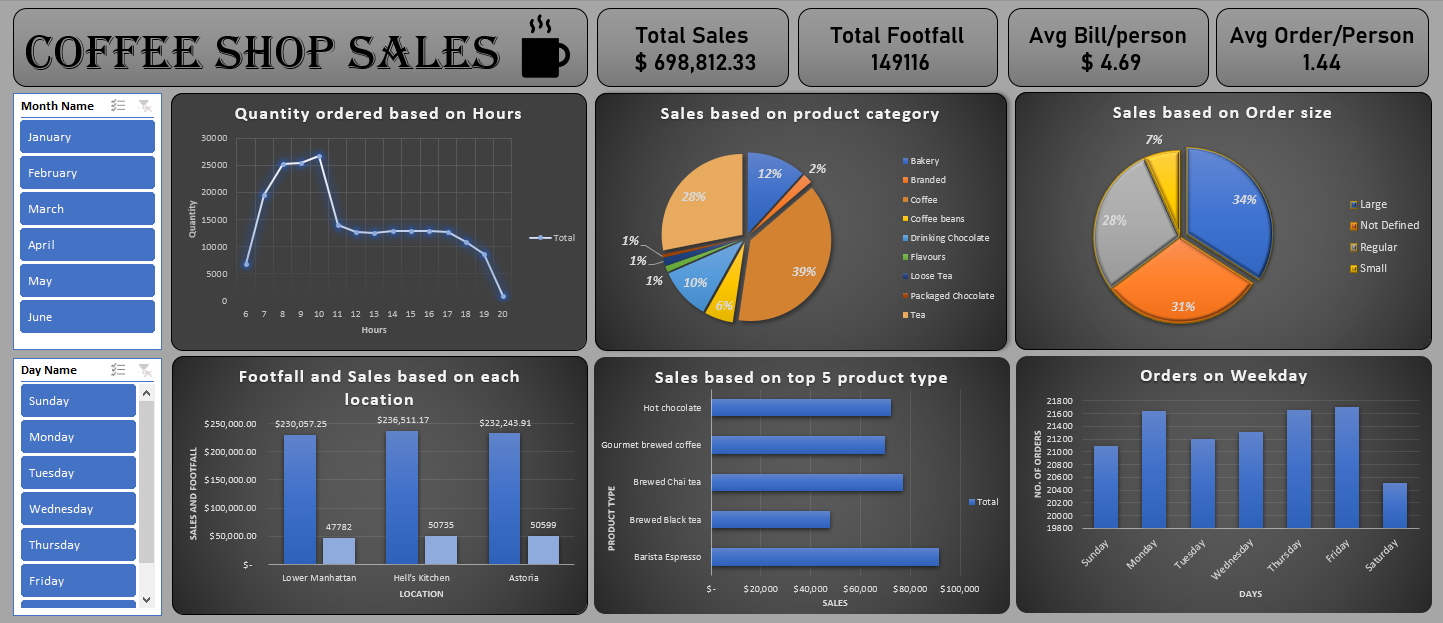 COFFEE SHOP SALES
Total Sales
$ 698,812.33
Total Footfall
149116
Avg Bill/person
$ 4.69
Avg Order/Person
1.44
Month Name
January
February
March
April
May
June
Quantity ordered based on Hours
30000
25000
20000
15000
10000
5000
0
Quantity
6 7 8 9 10 11 12 13 14 15 16 17 18 19 20
Hours
Total
Sales based on product category
12%
2%
39%
6%
10%
1%
1%
1%
28%
Bakery
Branded
Coffee
Coffee beans
Drinking Chocolate
Flavours
Loose Tea
Packaged Chocolate
Tea
Sales based on Order size
7%
34%
28%
31%
Large
Not Defined
Regular
Small
Day Name
Sunday
Monday
Tuesday
Wednesday
Thursday
Friday
Footfall and Sales based on each
location
$250,000.00
$200,000.00
$150,000.00
$100,000.00
$50,000.00
$-
SALES AND FOOTFALL
$230,057.25
$236,511.17
$232,243.91
47782
50735
50599
Lower Manhattan
Hell's Kitchen
Astoria
LOCATION
Sales based on top 5 product type
PRODUCT TYPE
Hot chocolate
Gourmet brewed coffee
Brewed Chai tea
Brewed Black tea
Barista Espresso
$- $20,000 $40,000 $60,000 $80,000 $100,000
SALES
Total
Orders on Weekday
NO. OF ORDERS
21800
21600
21400
21200
21000
20800
20600
20400
20200
20000
19800
Sunday
Monday
Tuesday
Wednesday
Thursday
Friday
Saturday
DAYS